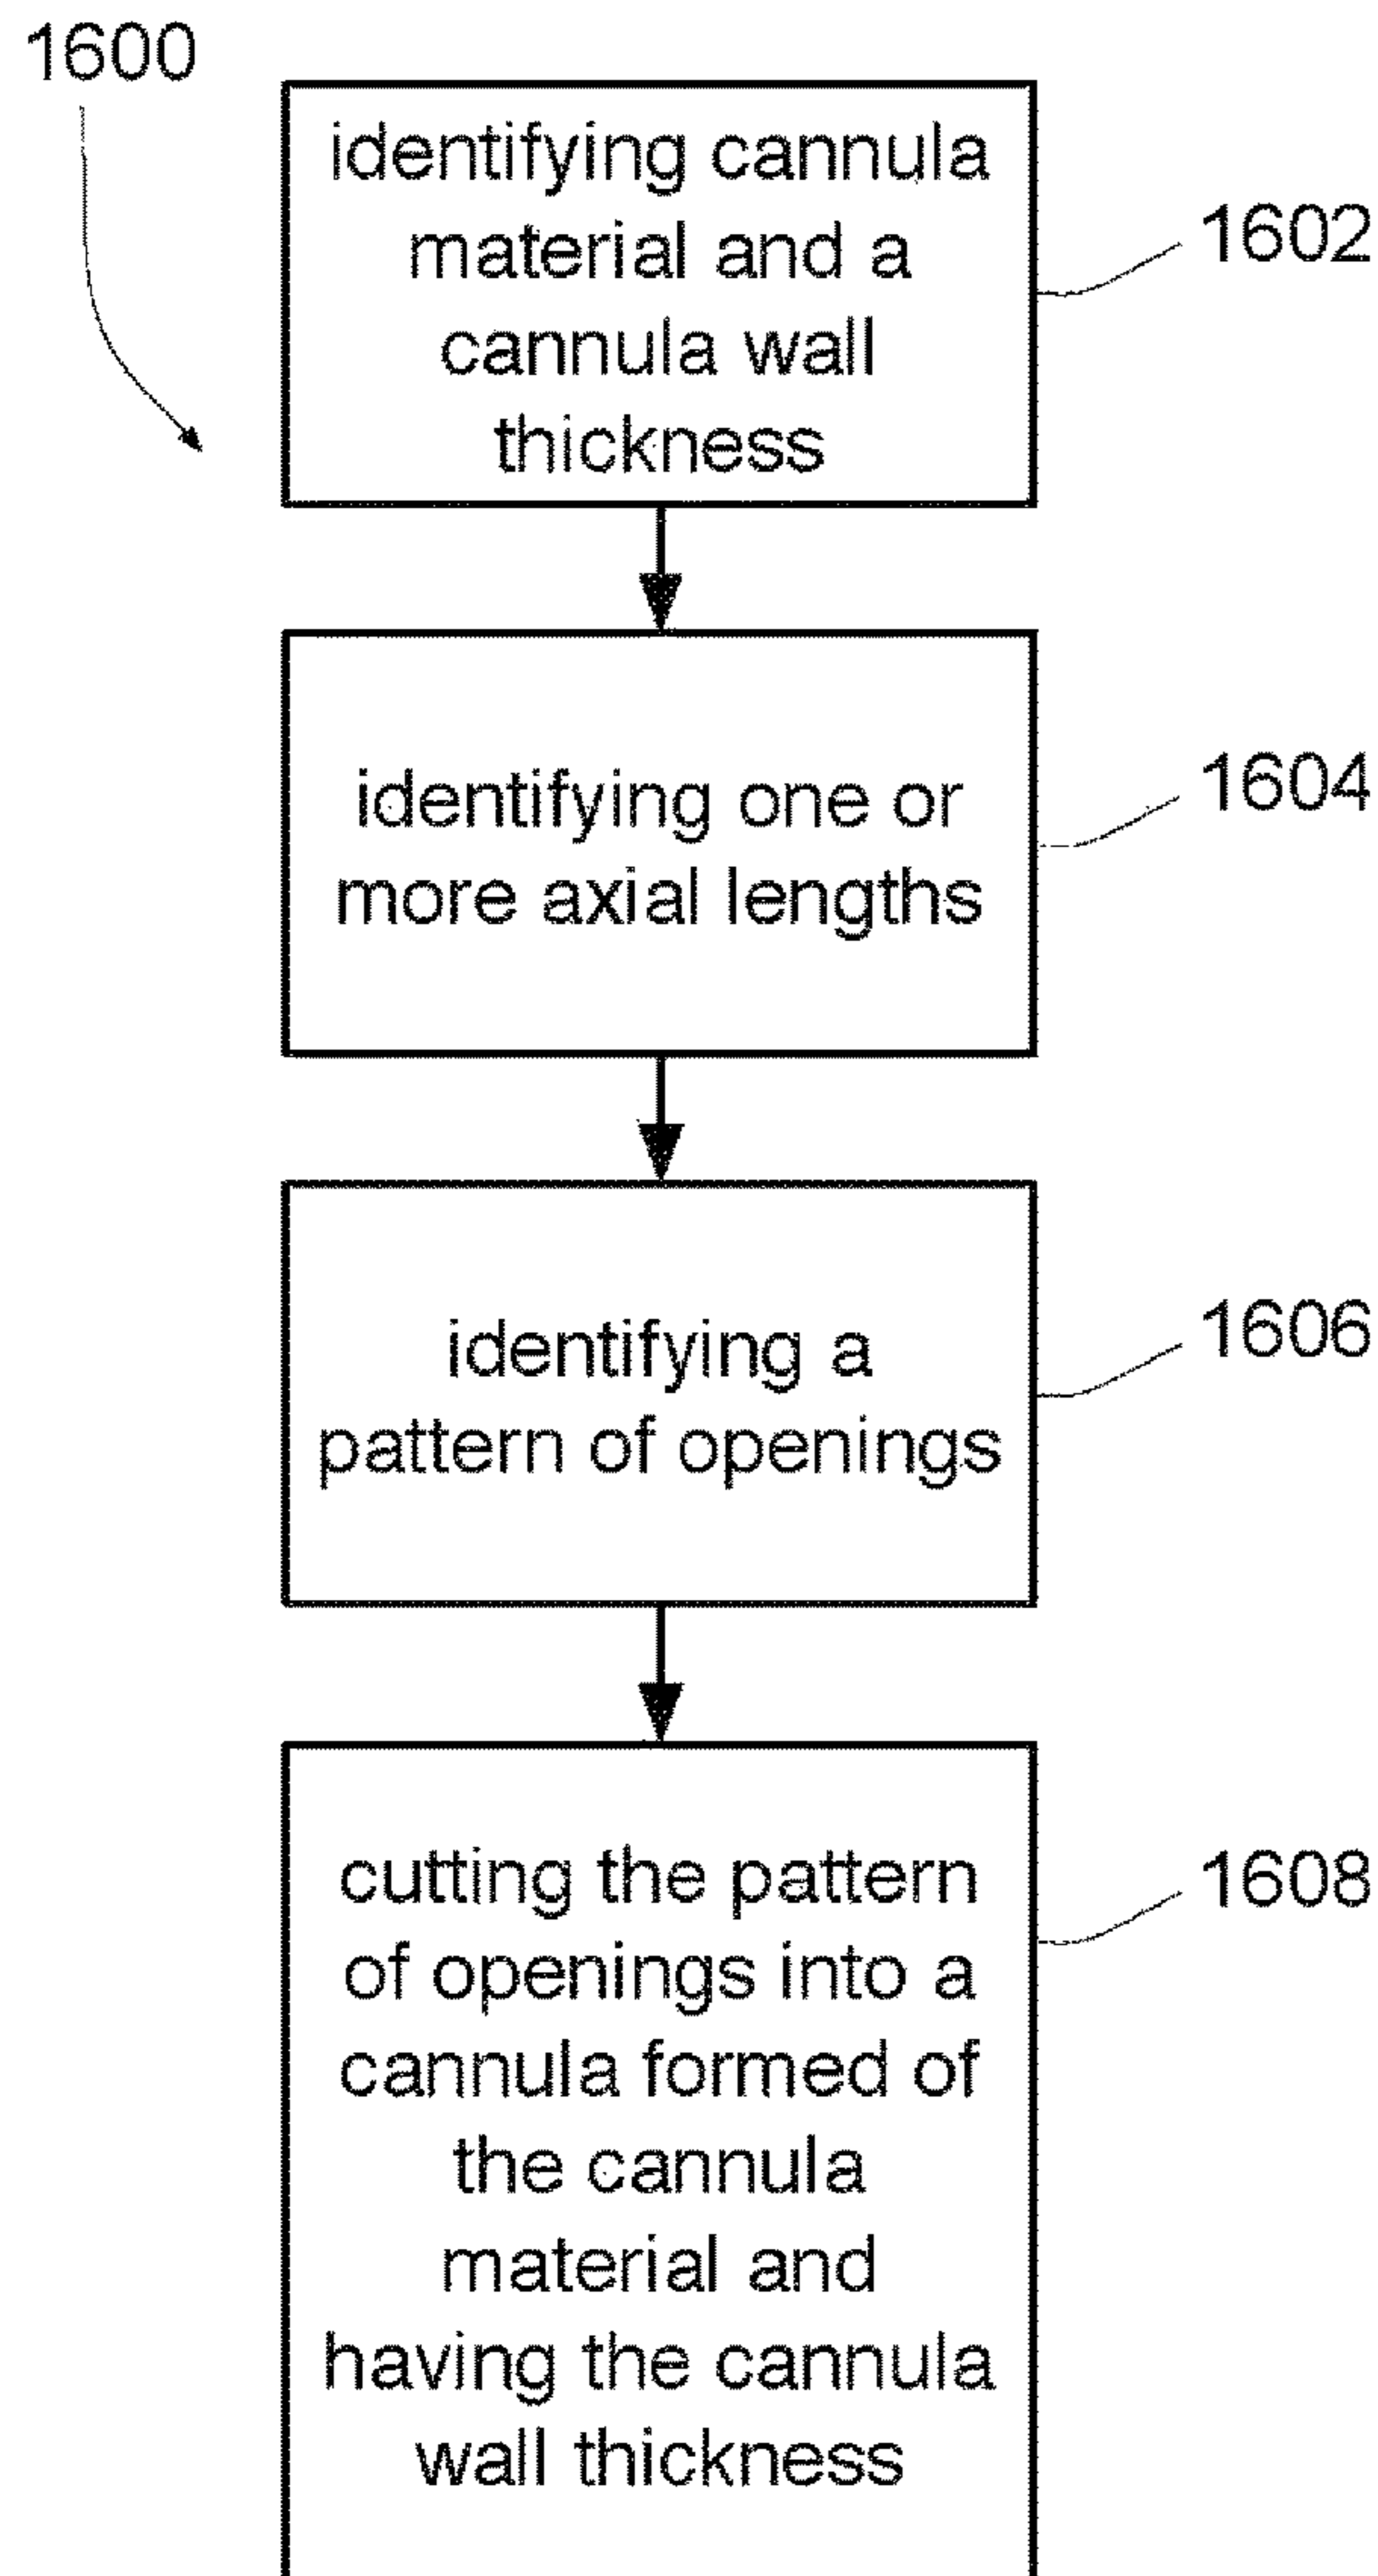 1600
identifying cannula
material and a
cannula wall
thickness
1602
identifying one or
more axial lengths
1604
identifying a
pattern of openings
1606
cutting the pattern
of openings into a
cannula formed of
the cannula
material and
having the cannula
wall thickness
1608